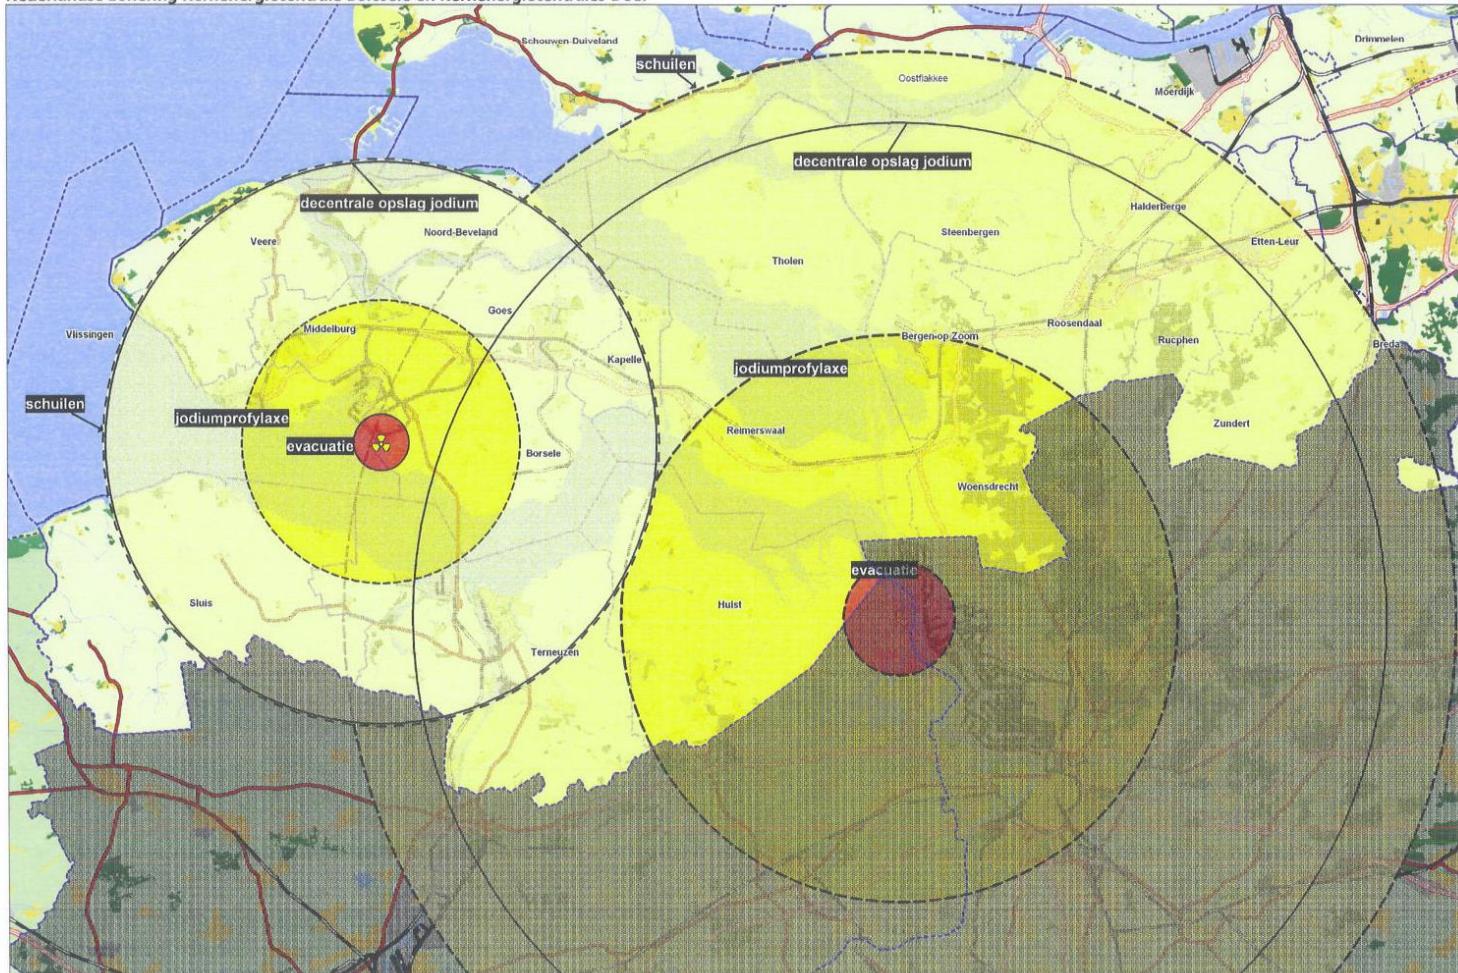 Schouwen-Duiveland
Drimmelen
schuilen
Oostflakkee
Moerdijk
decentrale opslag jodium
decentrale opslag jodium
Halderberge
Veere
Noord-Beveland
Steenbergen
Etten-Leur
Tholen
Goes
Middelburg
Roosendaal
Vlissingen
Bergen op Zoom
Rucphen
Breda
Kapelle
jodiumprofylaxe
schuilen
jodiumprofylaxe
Zundert
Reimerswaal
evacuatie
Borsele
Woensdrecht
evacuatie
Sluis
Hulst
Terneuzen